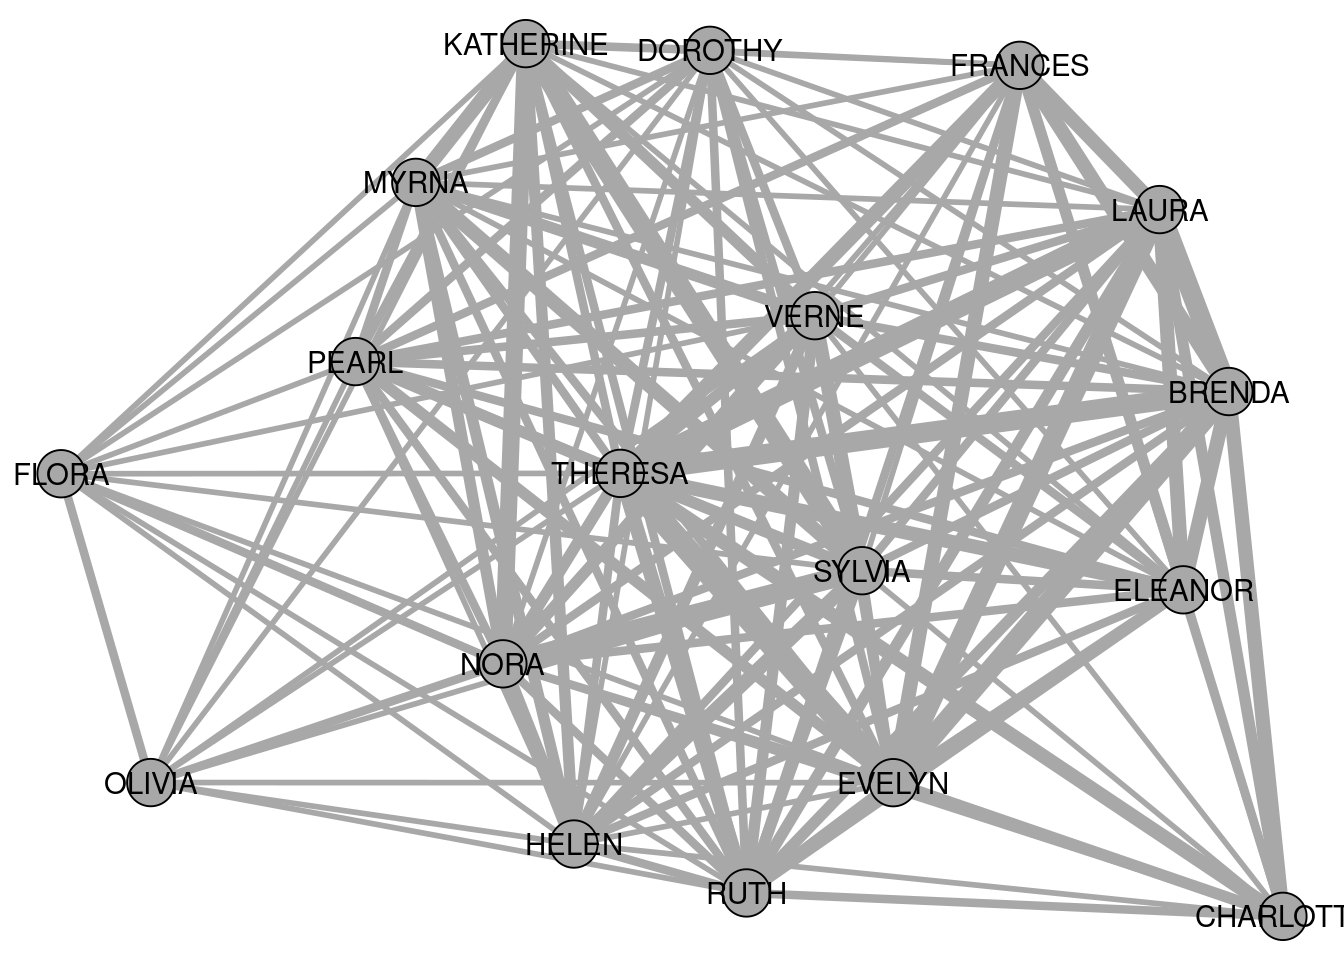 KATHERINE
DOROTHY
FRANCES
MYRNA
LAURA
VERNE
PEARL
BRENDA
FLORA
THERESA
SYLVIA
ELEANOR
NORA
OLIVIA
EVELYN
HELEN
RUTH
CHARLOTT